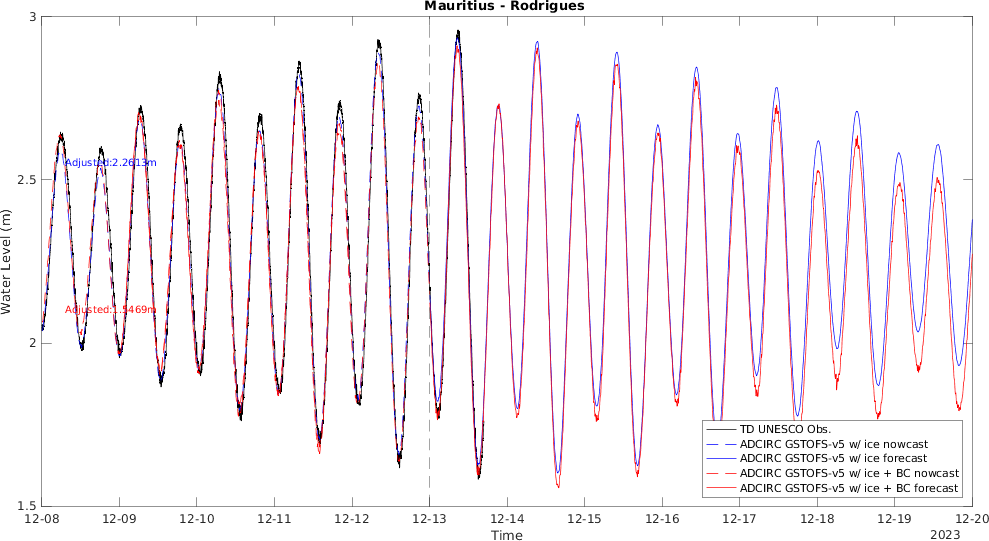 Mauritius - Rodrigues
Water Level (m)
3
2.5
2
1.5
Adjusted:2.2613m
Adjusted:1.5469m
TD UNESCO Obs.
ADCIRC GSTOFS-v5 w/ ice nowcast
ADCIRC GSTOFS-v5 w/ ice forecast
ADCIRC GSTOFS-v5 w/ ice + BC nowcast
ADCIRC GSTOFS-v5 w/ ice + BC forecast
12-08 12-09 12-10 12-11 12-12 12-13 12-14 12-15 12-16 12-17 12-18 12-19 12-20
Time
2023